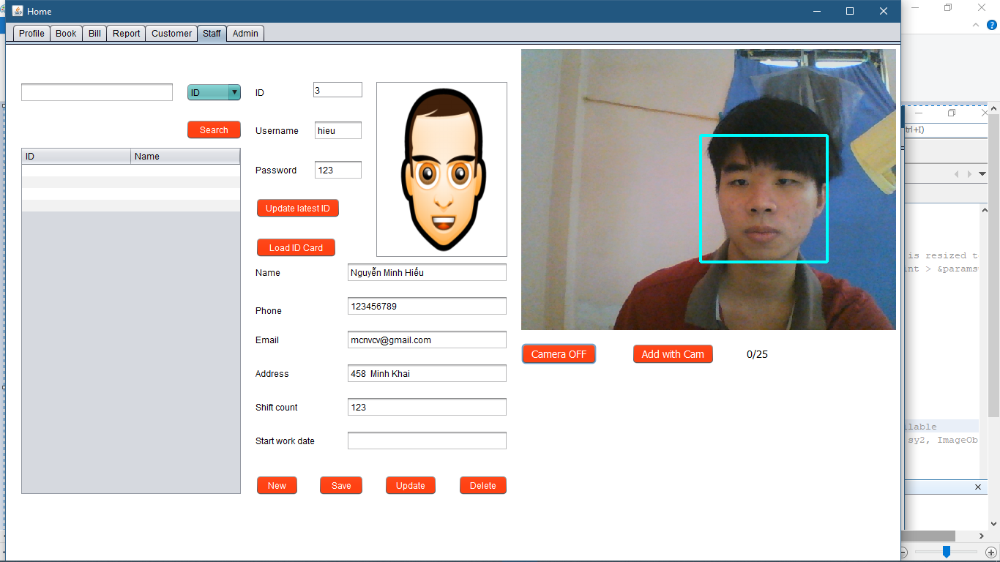 Home
Profile Book Bill Report Customer Staff Admin
ID
Search
ID Name
ID 3
Username hieu
Password 123
Update latest ID
Load ID Card
Name Nguyễn Minh Hiếu
Phone 123456789
Email mcnvcv@gmail.com
Address 458 Minh Khai
Shift count 123
Start work date
New Save Update Delete
Camera OFF Add with Cam 0/25
trl+I)
is resized t
int > &params
ilable
sy2, ImageOb